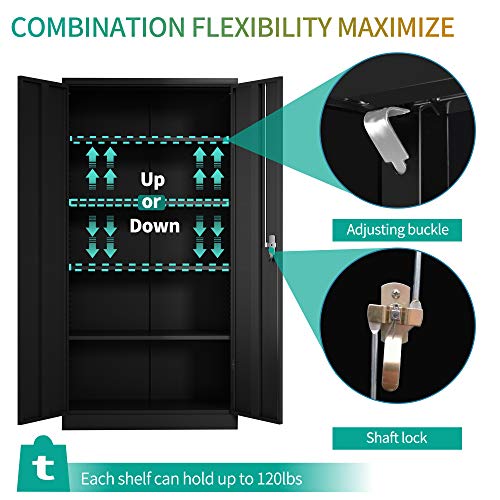 COMBINATION FLEXIBILITY MAXIMIZE
Up
or
Down
Adjusting buckle
Shaft lock
t
Each shelf can hold up to 120lbs